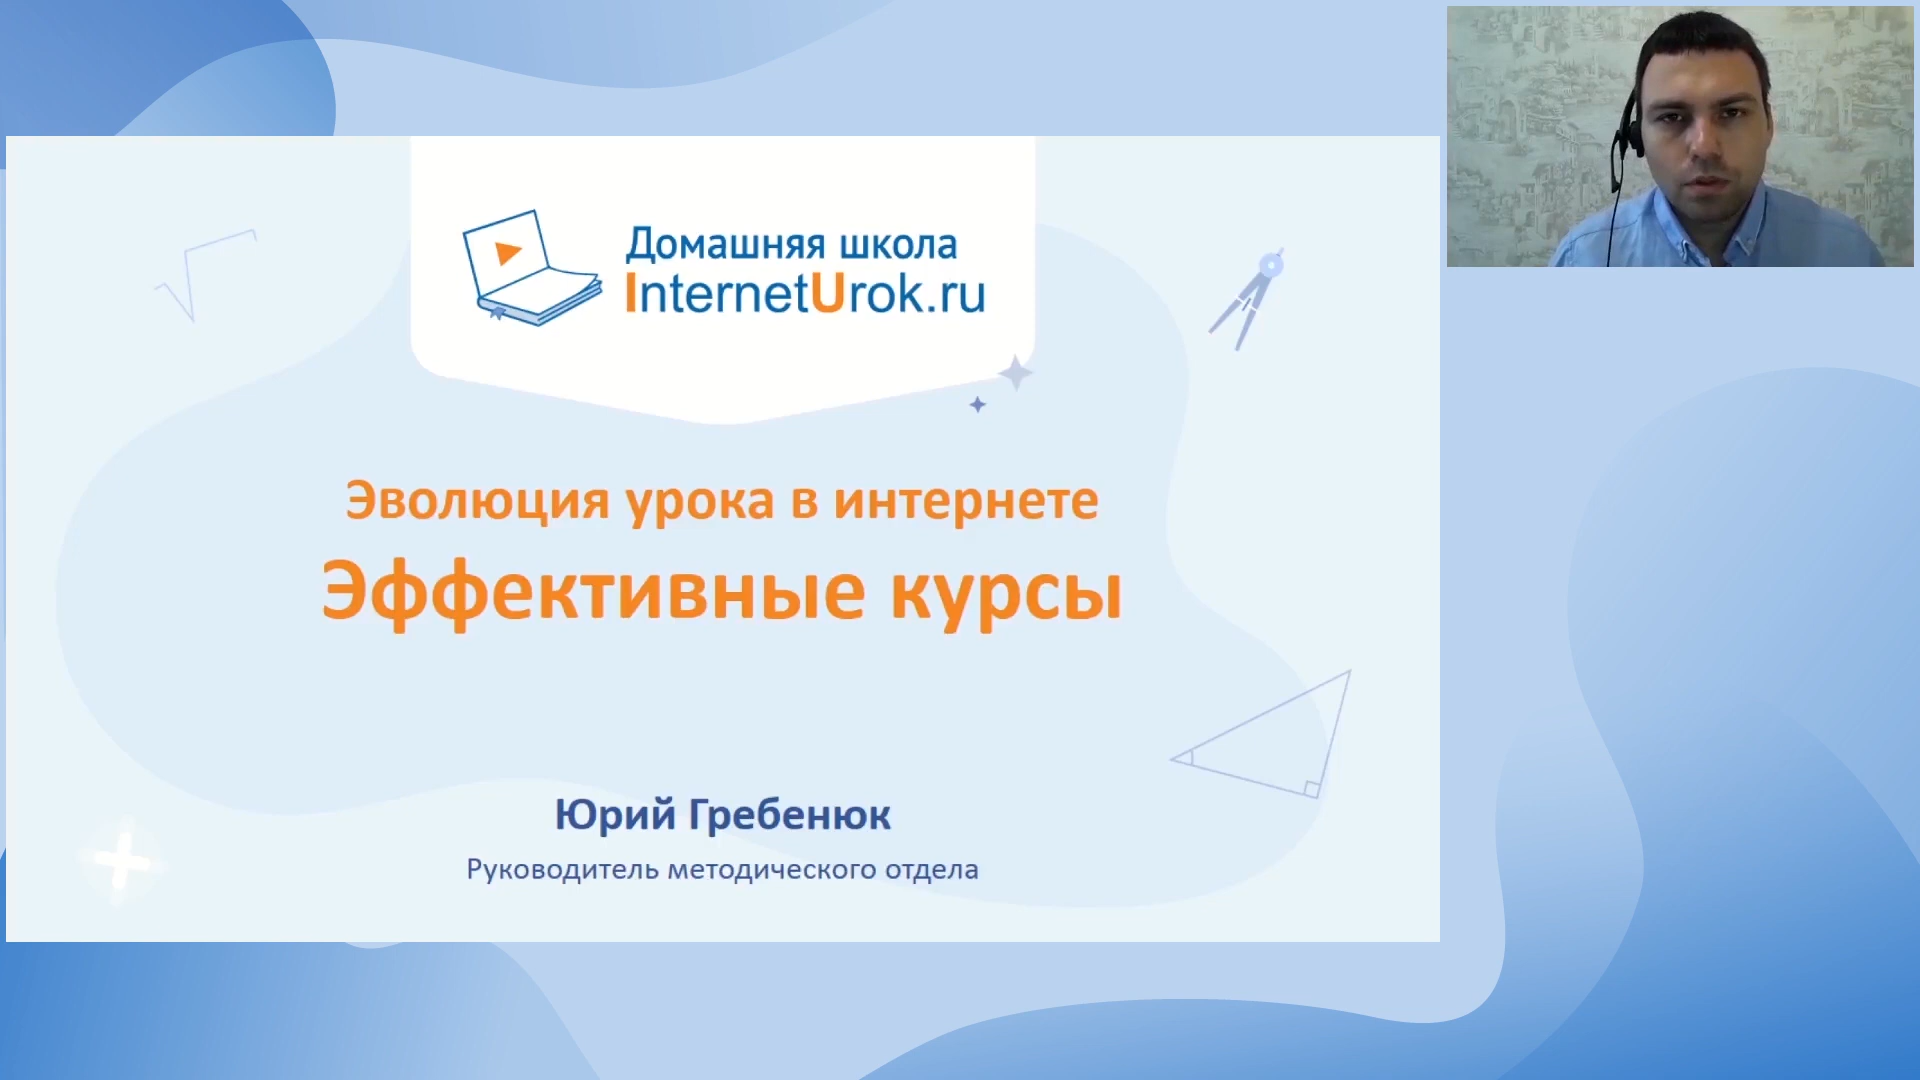 Домашняя школа
InternetUrok.ru
Эволюция урока в интернете
Эффективные курсы
Юрий Гребенюк
Руководитель методического отдела